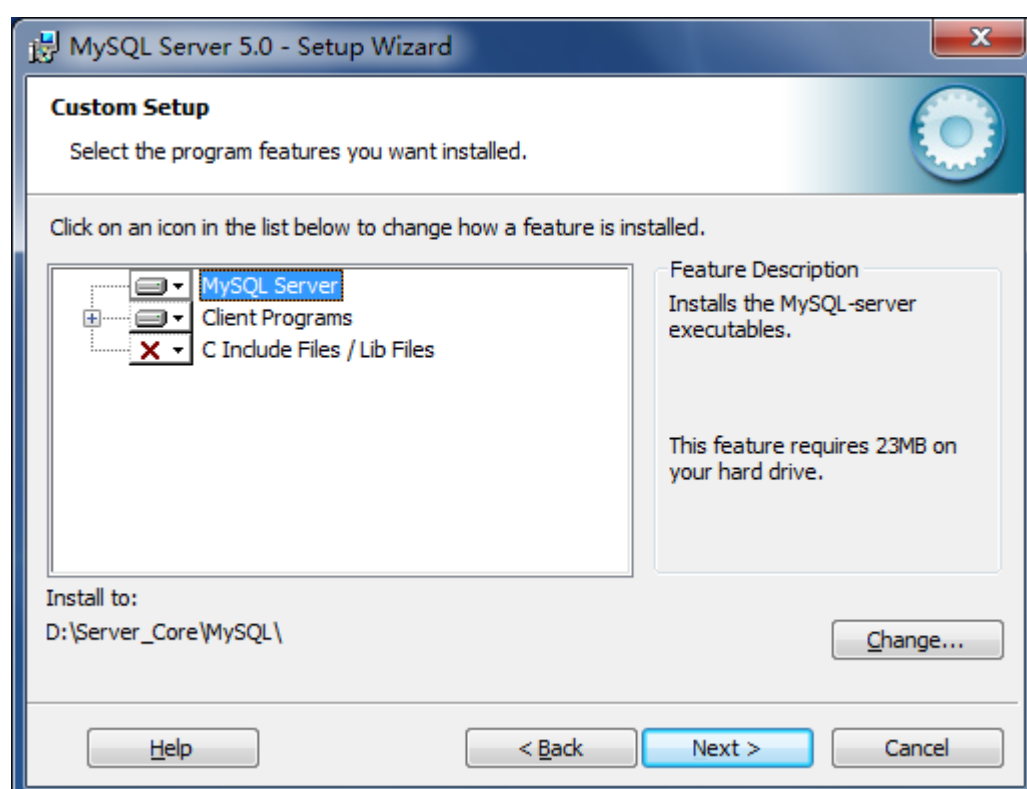 MySQL Server 5.0 - Setup Wizard
Custom Setup
Select the program features you want installed.
Click on an icon in the list below to change how a feature is installed.
MySQL Server
Client Programs
C Include Files / Lib Files
Feature Description
Installs the MySQL-server
executables.
This feature requires 23MB on
your hard drive.
Install to:
D:\Server_Core\MySQL\
Change...
Help
< Back
Next >
Cancel